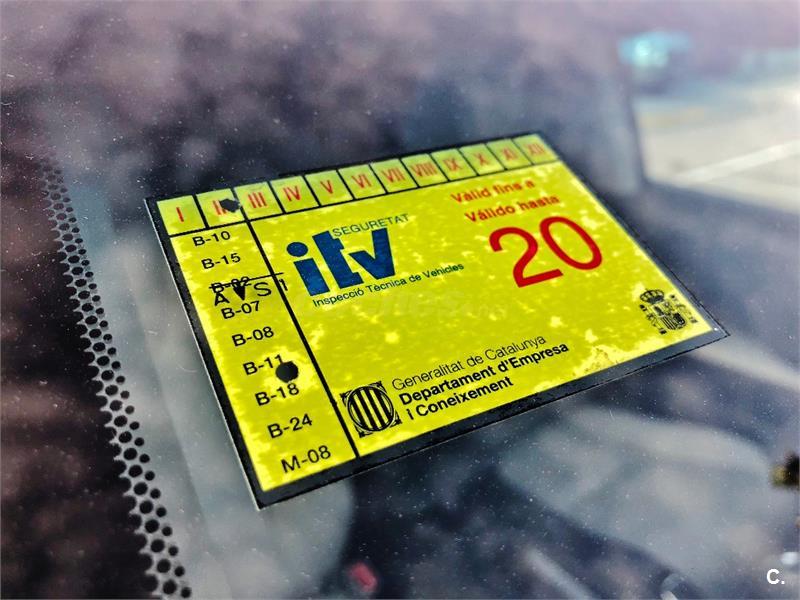 I II III IV V VI VII VIII IX X XI XII
Vàlid fins a
Válido hasta
20
SEGURETAT
itv
Inspecció Tècnica de Vehicles
B-10
B-15
B-02
AVS1
B-07
B-08
B-11
B-18
B-24
M-08
Generalitat de Catalunya
Departament d'Empresa
i Coneixement
C.